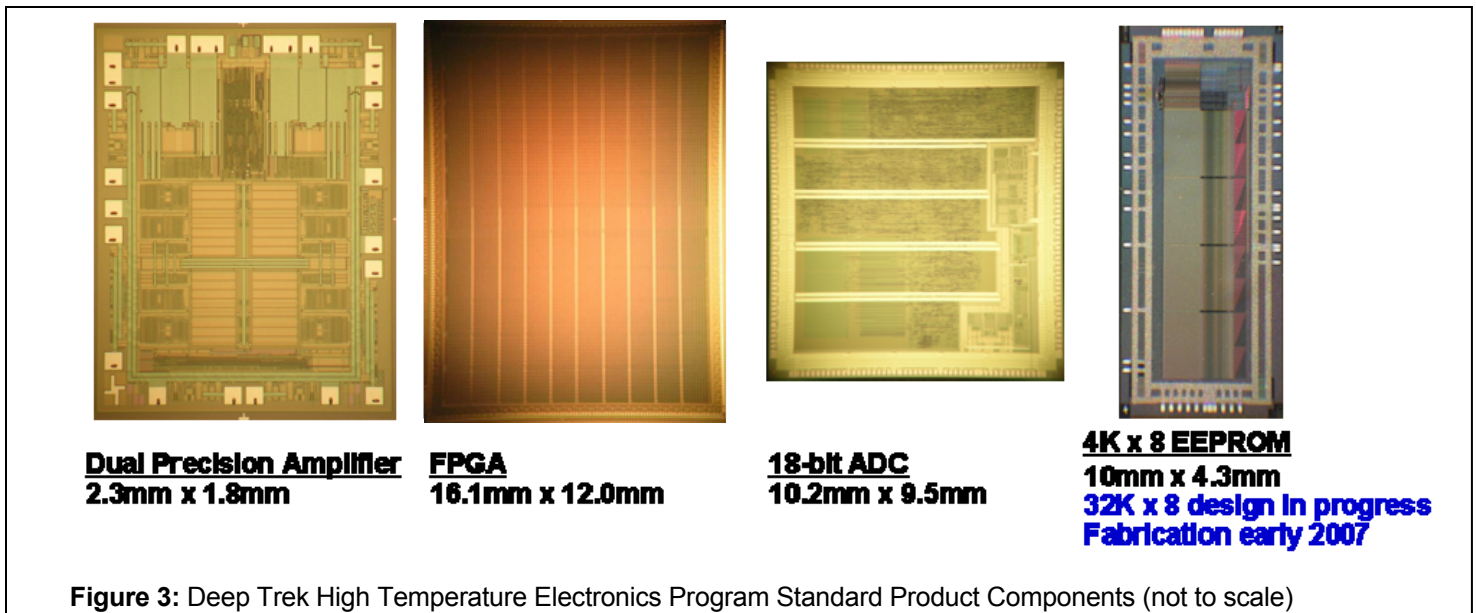 Dual Precision Amplifier
2.3mm x 1.8mm
FPGA
16.1mm x 12.0mm
18-bit ADC
10.2mm x 9.5mm
4K x 8 EEPROM
10mm x 4.3mm
32K x 8 design in progress
Fabrication early 2007
Figure 3: Deep Trek High Temperature Electronics Program Standard Product Components (not to scale)